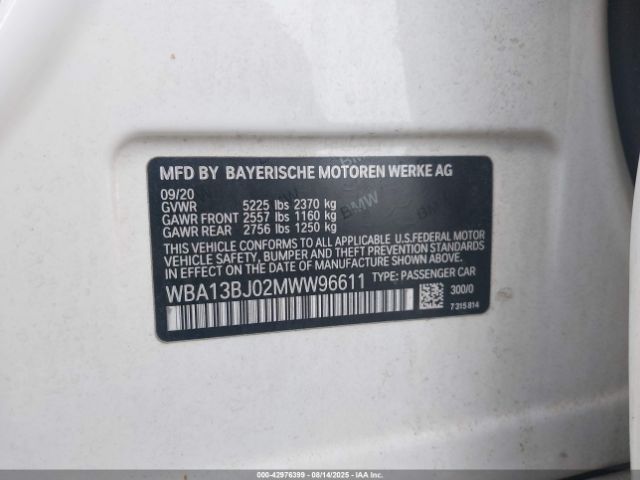 MFD BY BAYERISCHE MOTOREN WERKE AG
09/20
GVWR 5225 lbs 2370 kg
GAWR FRONT 2557 lbs 1160 kg
GAWR REAR 2756 lbs 1250 kg
THIS VEHICLE CONFORMS TO ALL APPLICABLE U.S.FEDERAL MOTOR
VEHICLE SAFETY, BUMPER, AND THEFT PREVENTION STANDARDS
IN EFFECT ON THE DATE OF MANUFACTURE SHOWN ABOVE.
WBA13BJ02MWW96611 TYPE: PASSENGER CAR
300/0
7315814
BMW
000-42976399 - 08/14/2025 - IAA, Inc.